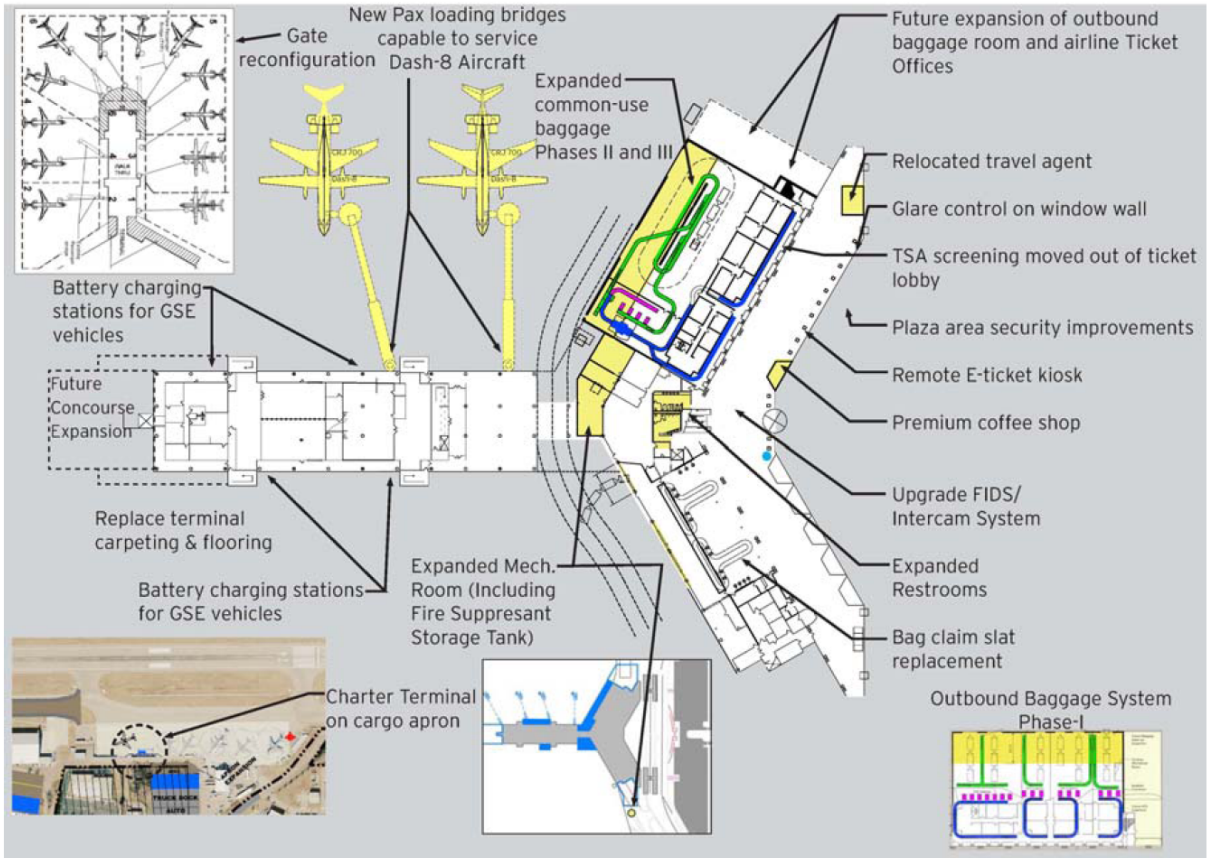 Gate
reconfiguration
New Pax loading bridges
capable to service
Dash-8 Aircraft
Future expansion of outbound
baggage room and airline Ticket
Offices
Expanded
common-use
baggage
Phases II and III
CRJ 700
Dash-8
CRJ 700
Dash-8
Relocated travel agent
Glare control on window wall
TSA screening moved out of ticket
lobby
Plaza area security improvements
Remote E-ticket kiosk
Premium coffee shop
Upgrade FIDS/
Intercam System
Expanded
Restrooms
Bag claim slat
replacement
Battery charging
stations for GSE
vehicles
Future
Concourse
Expansion
Replace terminal
carpeting & flooring
Battery charging stations
for GSE vehicles
Expanded Mech.
Room (Including
Fire Suppresant
Storage Tank)
Charter Terminal
on cargo apron
TRUCK DOCK
AUTO
EXPANSION
Outbound Baggage System
Phase-I